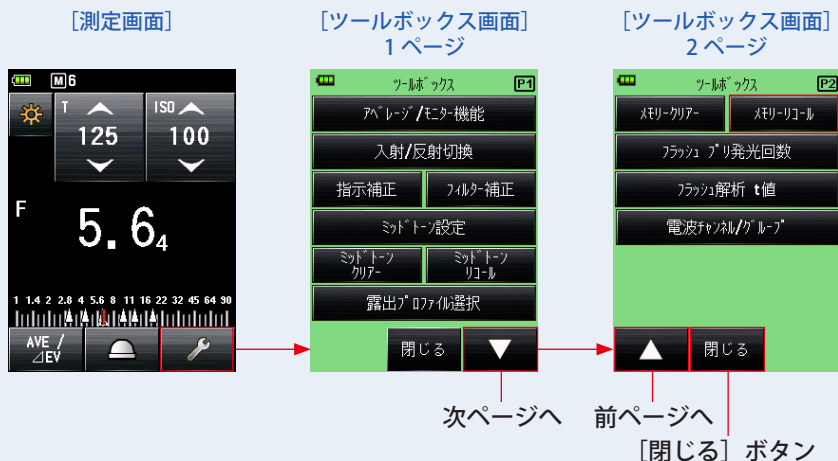 ［測定画面］
M6
T
125
ISO
100
F
5.64
1 1.4 2 2.8 4 5.6 8 11 16 22 32 45 64 90
AVE /
⊿EV
［ツールボックス画面］
1 ページ
ツールボックス P1
アベレージ/モニター機能
入射/反射切換
指示補正 フィルター補正
ミッドトーン設定
ミッドトーン
クリアー
ミッドトーン
リコール
露出プロファイル選択
閉じる ▼
次ページへ
［ツールボックス画面］
2 ページ
ツールボックス P2
メモリークリアー メモリーリコール
フラッシュ プリ発光回数
フラッシュ解析 t値
電波チャンネル/グループ
▲ 閉じる
前ページへ
［閉じる］ボタン